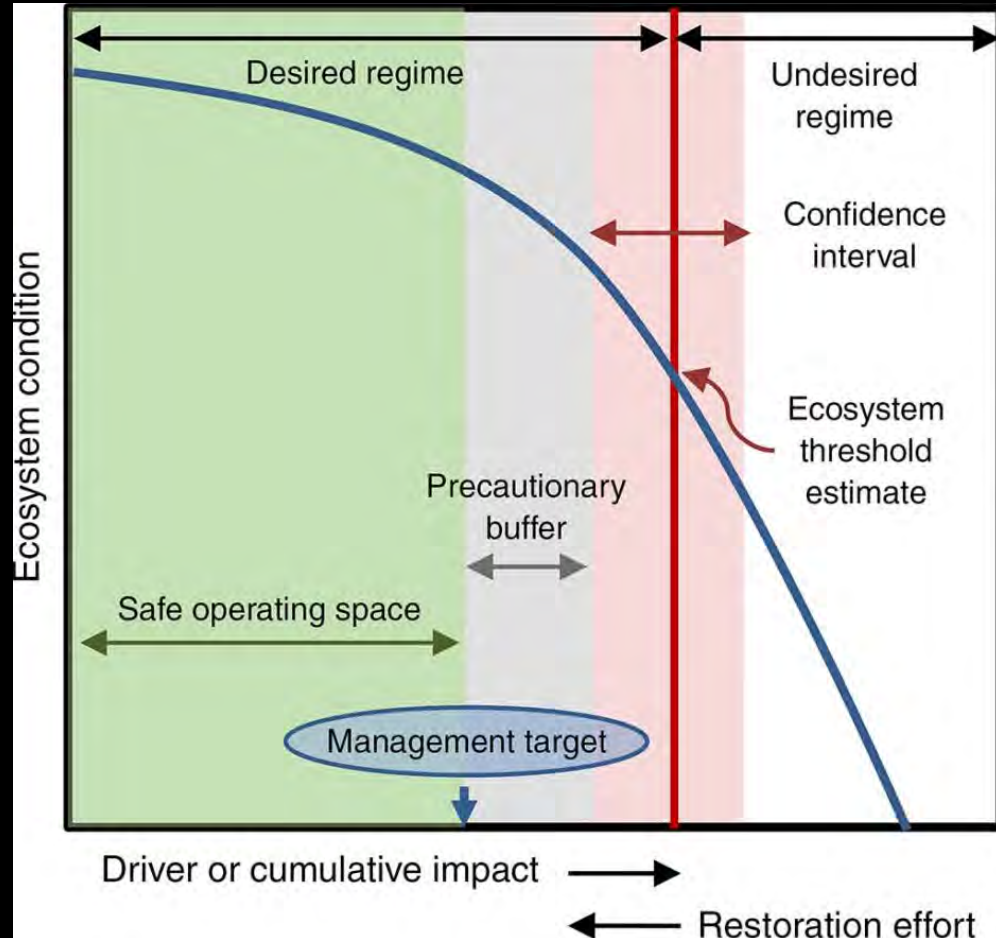 Desired regime
Undesired
regime
Confidence
interval
Ecosystem
threshold
estimate
Precautionary
buffer
Safe operating space
Management target
Ecosystem condition
Driver or cumulative impact
Restoration effort